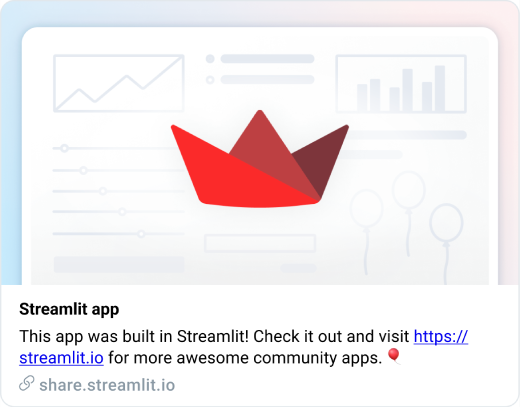 Streamlit app
This app was built in Streamlit! Check it out and visit https://
streamlit.io for more awesome community apps. 🎈
share.streamlit.io